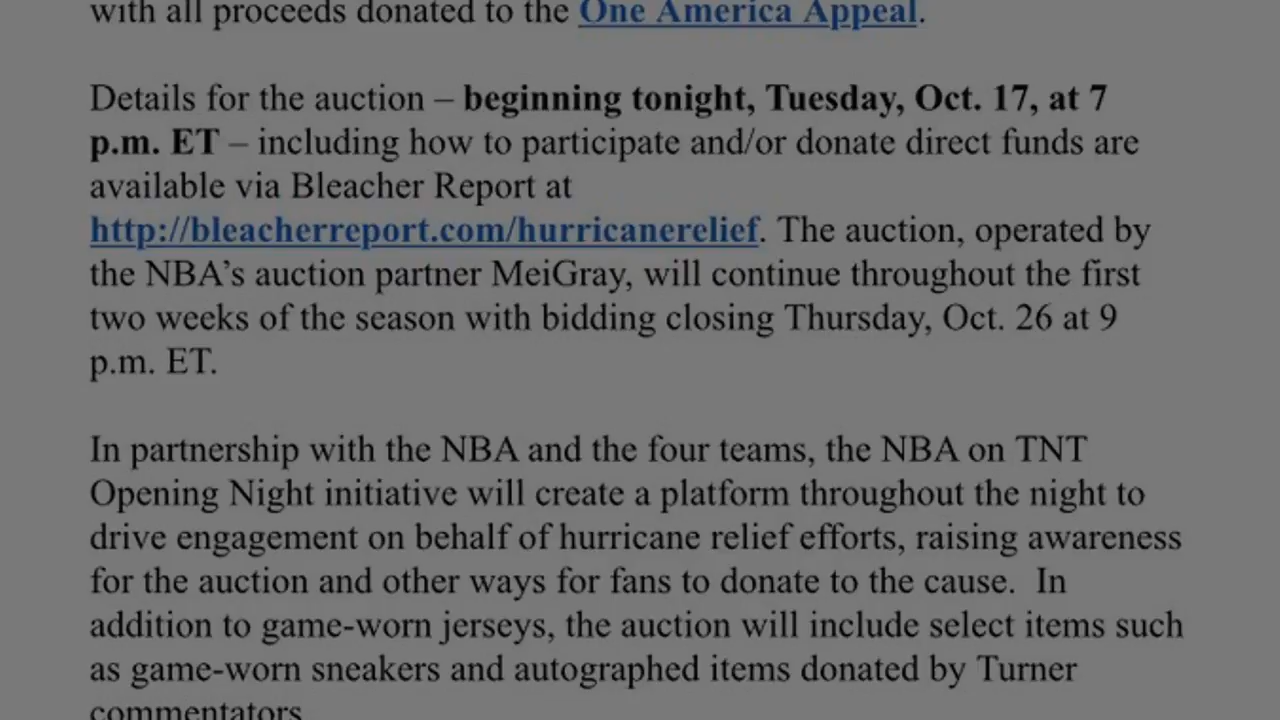 with all proceeds donated to the One America Appeal.
Details for the auction – beginning tonight, Tuesday, Oct. 17, at 7
p.m. ET – including how to participate and/or donate direct funds are
available via Bleacher Report at
http://bleacherreport.com/hurricanerelief. The auction, operated by
the NBA’s auction partner MeiGray, will continue throughout the first
two weeks of the season with bidding closing Thursday, Oct. 26 at 9
p.m. ET.
In partnership with the NBA and the four teams, the NBA on TNT
Opening Night initiative will create a platform throughout the night to
drive engagement on behalf of hurricane relief efforts, raising awareness
for the auction and other ways for fans to donate to the cause.  In
addition to game-worn jerseys, the auction will include select items such
as game-worn sneakers and autographed items donated by Turner
commentators.